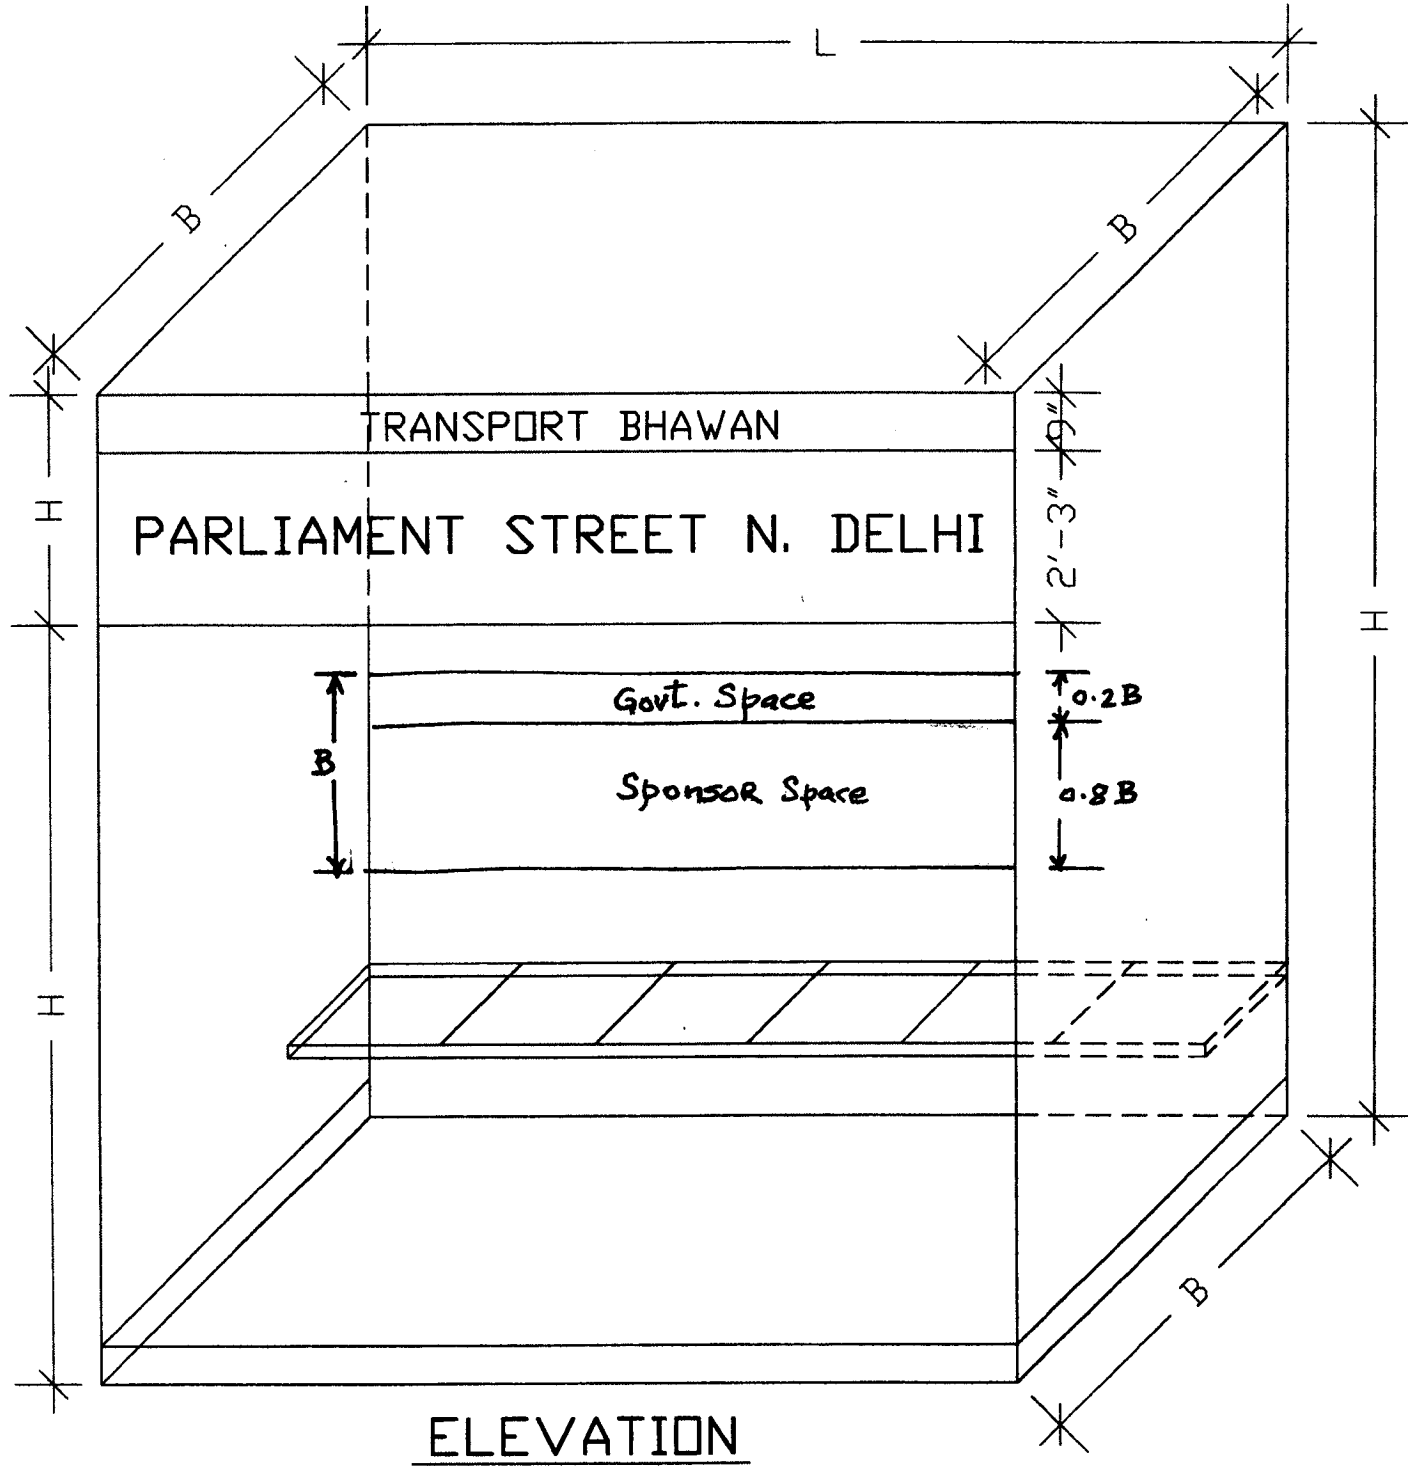 L
B
B
TRANSPORT BHAWAN
9"
H
PARLIAMENT STREET N. DELHI
2'-3"
H
Govt. Space
0.2B
B
Sponsor Space
0.8B
H
B
ELEVATION